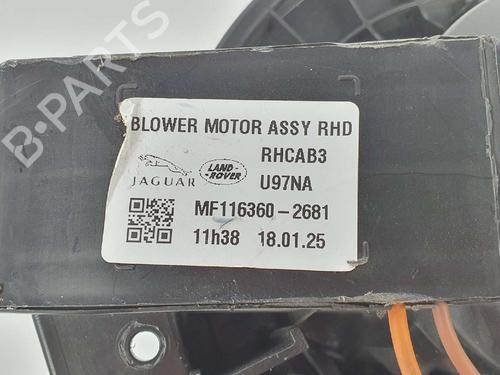 BLOWER MOTOR ASSY RHD
RHCAB3
JAGUAR
LAND-
ROVER
U97NA
MF116360-2681
11h38 18.01.25
B-Parts